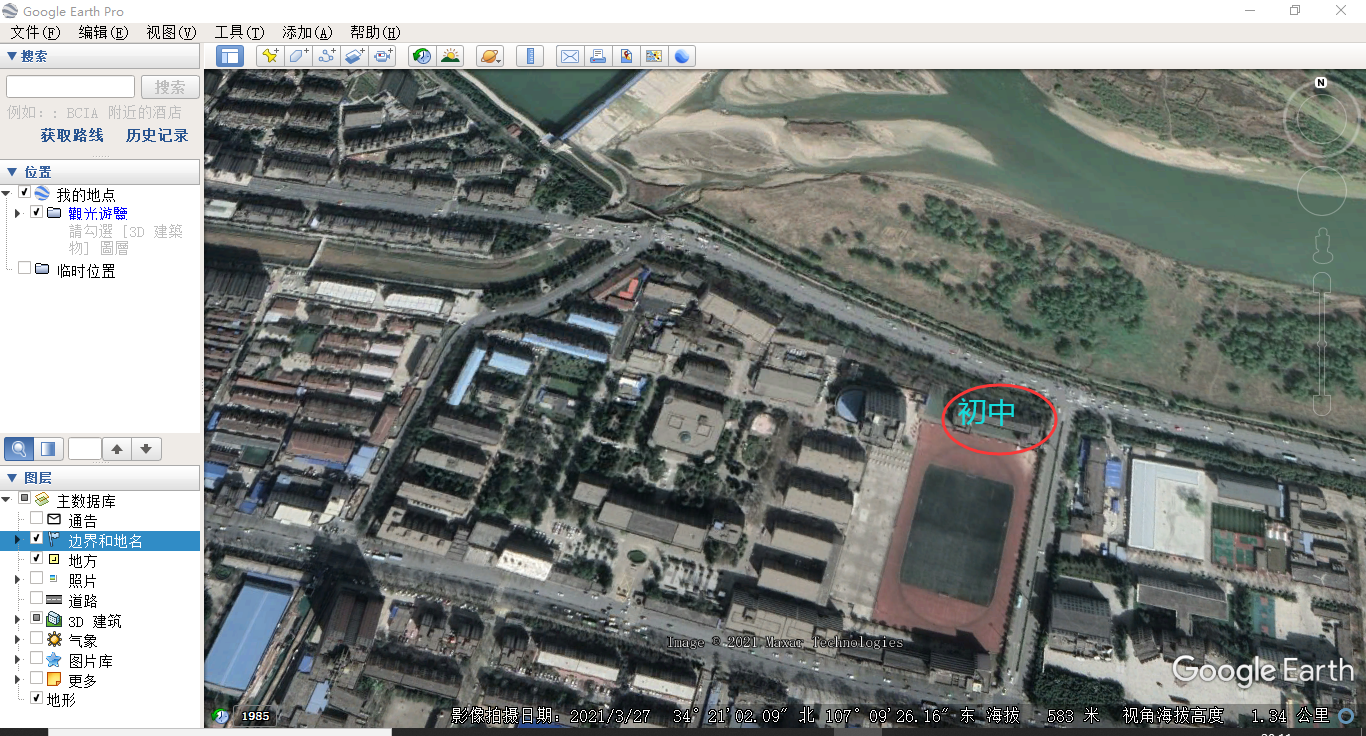 Google Earth Pro
文件(F) 编辑(E) 视图(V) 工具(T) 添加(A) 帮助(H)
搜索
搜索
例如：: BCIA 附近的酒店
获取路线 历史记录
位置
我的地点
觀光游覽
請勾選 [3D 建築
物] 圖層
临时位置
图层
主数据库
通告
边界和地名
地方
照片
道路
3D 建筑
气象
图片库
更多
地形
N
初中
Image © 2021 Maxar Technologies
Google Earth
1985
影像拍摄日期: 2021/3/27 34°21'02.09" 北 107°09'26.16" 东 海拔 583 米 视角海拔高度 1.34 公里